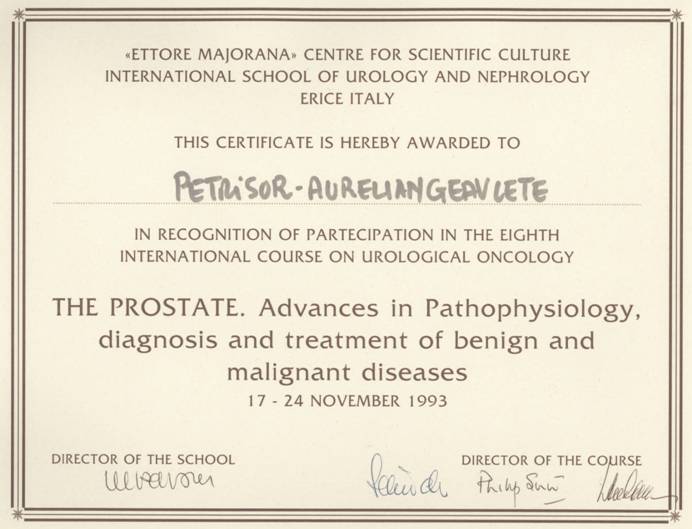 «ETTORE MAJORANA» CENTRE FOR SCIENTIFIC CULTURE
INTERNATIONAL SCHOOL OF UROLOGY AND NEPHROLOGY
ERICE ITALY
THIS CERTIFICATE IS HEREBY AWARDED TO
PETRiSOR-AURELIAN GEAVLETE
IN RECOGNITION OF PARTECIPATION IN THE EIGHTH
INTERNATIONAL COURSE ON UROLOGICAL ONCOLOGY
THE PROSTATE. Advances in Pathophysiology,
diagnosis and treatment of benign and
malignant diseases
17 - 24 NOVEMBER 1993
DIRECTOR OF THE SCHOOL
DIRECTOR OF THE COURSE